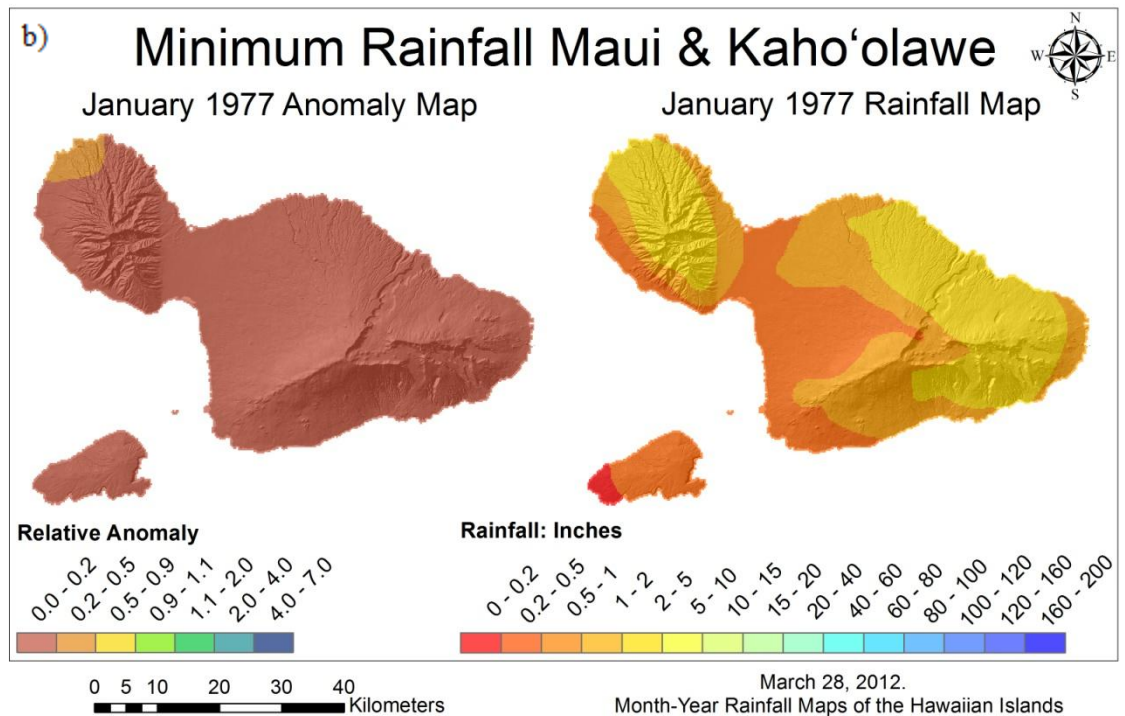 b)
Minimum Rainfall Maui & Kaho‘olawe
N
W E
S
January 1977 Anomaly Map
January 1977 Rainfall Map
Relative Anomaly
0.0 - 0.2
0.2 - 0.5
0.5 - 0.9
0.9 - 1.1
1.1 - 2.0
2.0 - 4.0
4.0 - 7.0
Rainfall: Inches
0 - 0.2
0.2 - 0.5
0.5 - 1
1 - 2
2 - 5
5 - 10
10 - 15
15 - 20
20 - 40
40 - 60
60 - 80
80 - 100
100 - 120
120 - 160
160 - 200
0 5 10 20 30 40
Kilometers
March 28, 2012.
Month-Year Rainfall Maps of the Hawaiian Islands